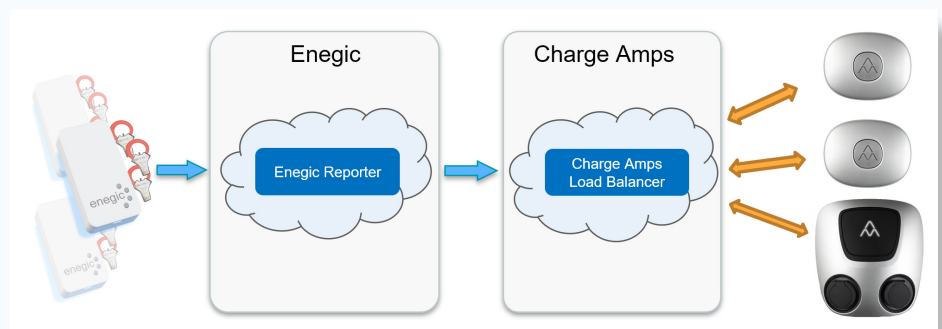 Enegic
Charge Amps
Enegic Reporter
Charge Amps
Load Balancer
enegic
enegic